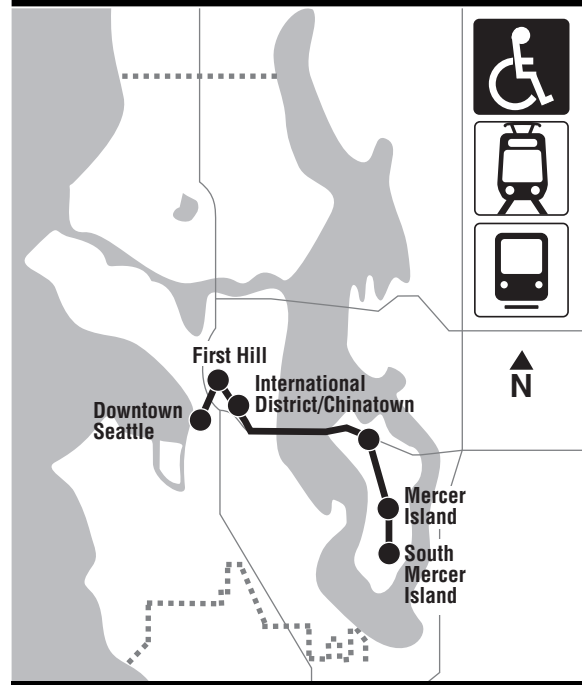 First Hill
International
District/Chinatown
Downtown
Seattle
N
Mercer
Island
South
Mercer
Island